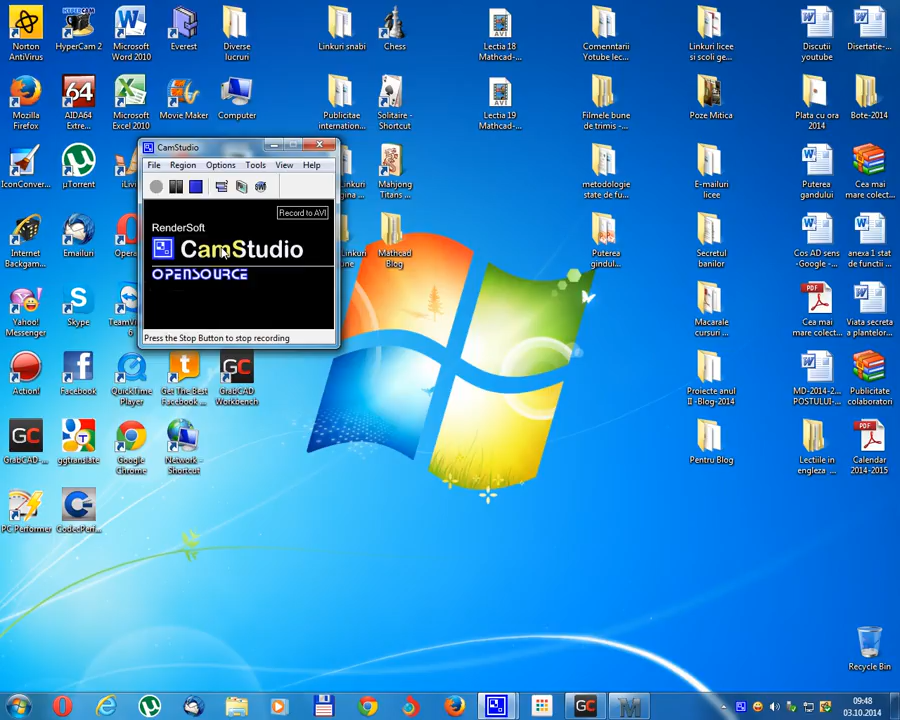 Norton
AntiVirus
HyperCam 2
Microsoft
Word 2010
Everest
Diverse
lucruri
Linkuri snabi
Chess
Lectia 18
Mathcad-...
Comenntarii
Yotube lec...
Linkuri licee
si scoli ge...
Discutii
youtube
Disertatie-...
Mozilla
Firefox
AIDA64
Extre...
Microsoft
Excel 2010
Movie Maker
Computer
Publicitae
internation...
Solitaire -
Shortcut
Lectia 19
Mathcad-...
Filmele bune
de trimis -...
Poze Mitica
Plata cu ora
2014
Bote-2014
CamStudio
File Region Options Tools View Help
Record to AVI
RenderSoft
CamStudio
OPENSOURCE
Press the Stop Button to stop recording
IconConver...
µTorrent
Mahjong
Titans ...
metodologie
state de f...
E-mailuri
licee
Puterea
gandului...
Cea mai
mare colect...
Internet
Backgam...
Emailuri
Mathcad
Blog
Puterea
gindul...
Secretul
banrilor
Cos AD sens
-Google -...
anexa 1 stat
de functii ...
Yahoo!
Messenger
Skype
Macarale
cursuri ...
Cea mai
mare colect...
Viata secreta
a plantelor...
Action!
Facebook
QuickTime
Player
Get The Best
Facebook ...
GrabCAD
Workbench
Proiecte anul
II -Blog-2014
MD-2014-2...
POSTULUI-...
Publicitate
colaboratori
GrabCAD-...
ggtranslate
Google
Chrome
Network -
Shortcut
Pentru Blog
Lectiile in
engleza -...
Calendar
2014-2015
PC Performer
CodecPerf...
Recycle Bin
09:48
03.10.2014